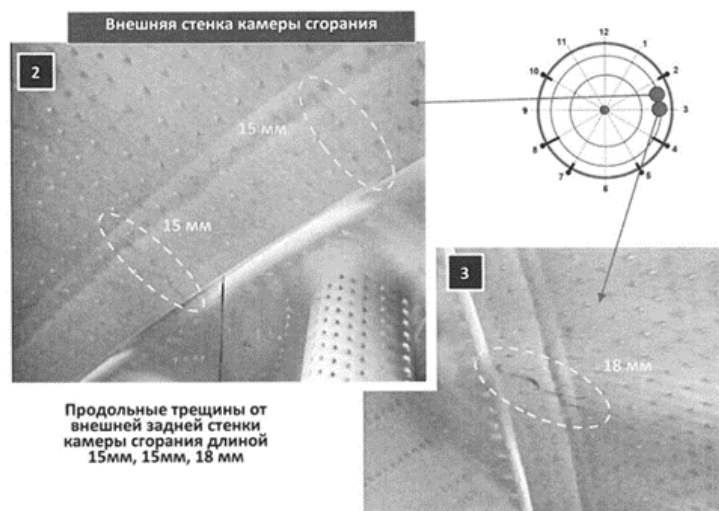 Внешняя стенка камеры сгорания
2
15 мм
15 мм
12
11
1
10
2
9
3
8
4
7
5
6
3
18 мм
Продольные трещины от
внешней задней стенки
камеры сгорания длиной
15мм, 15мм, 18 мм